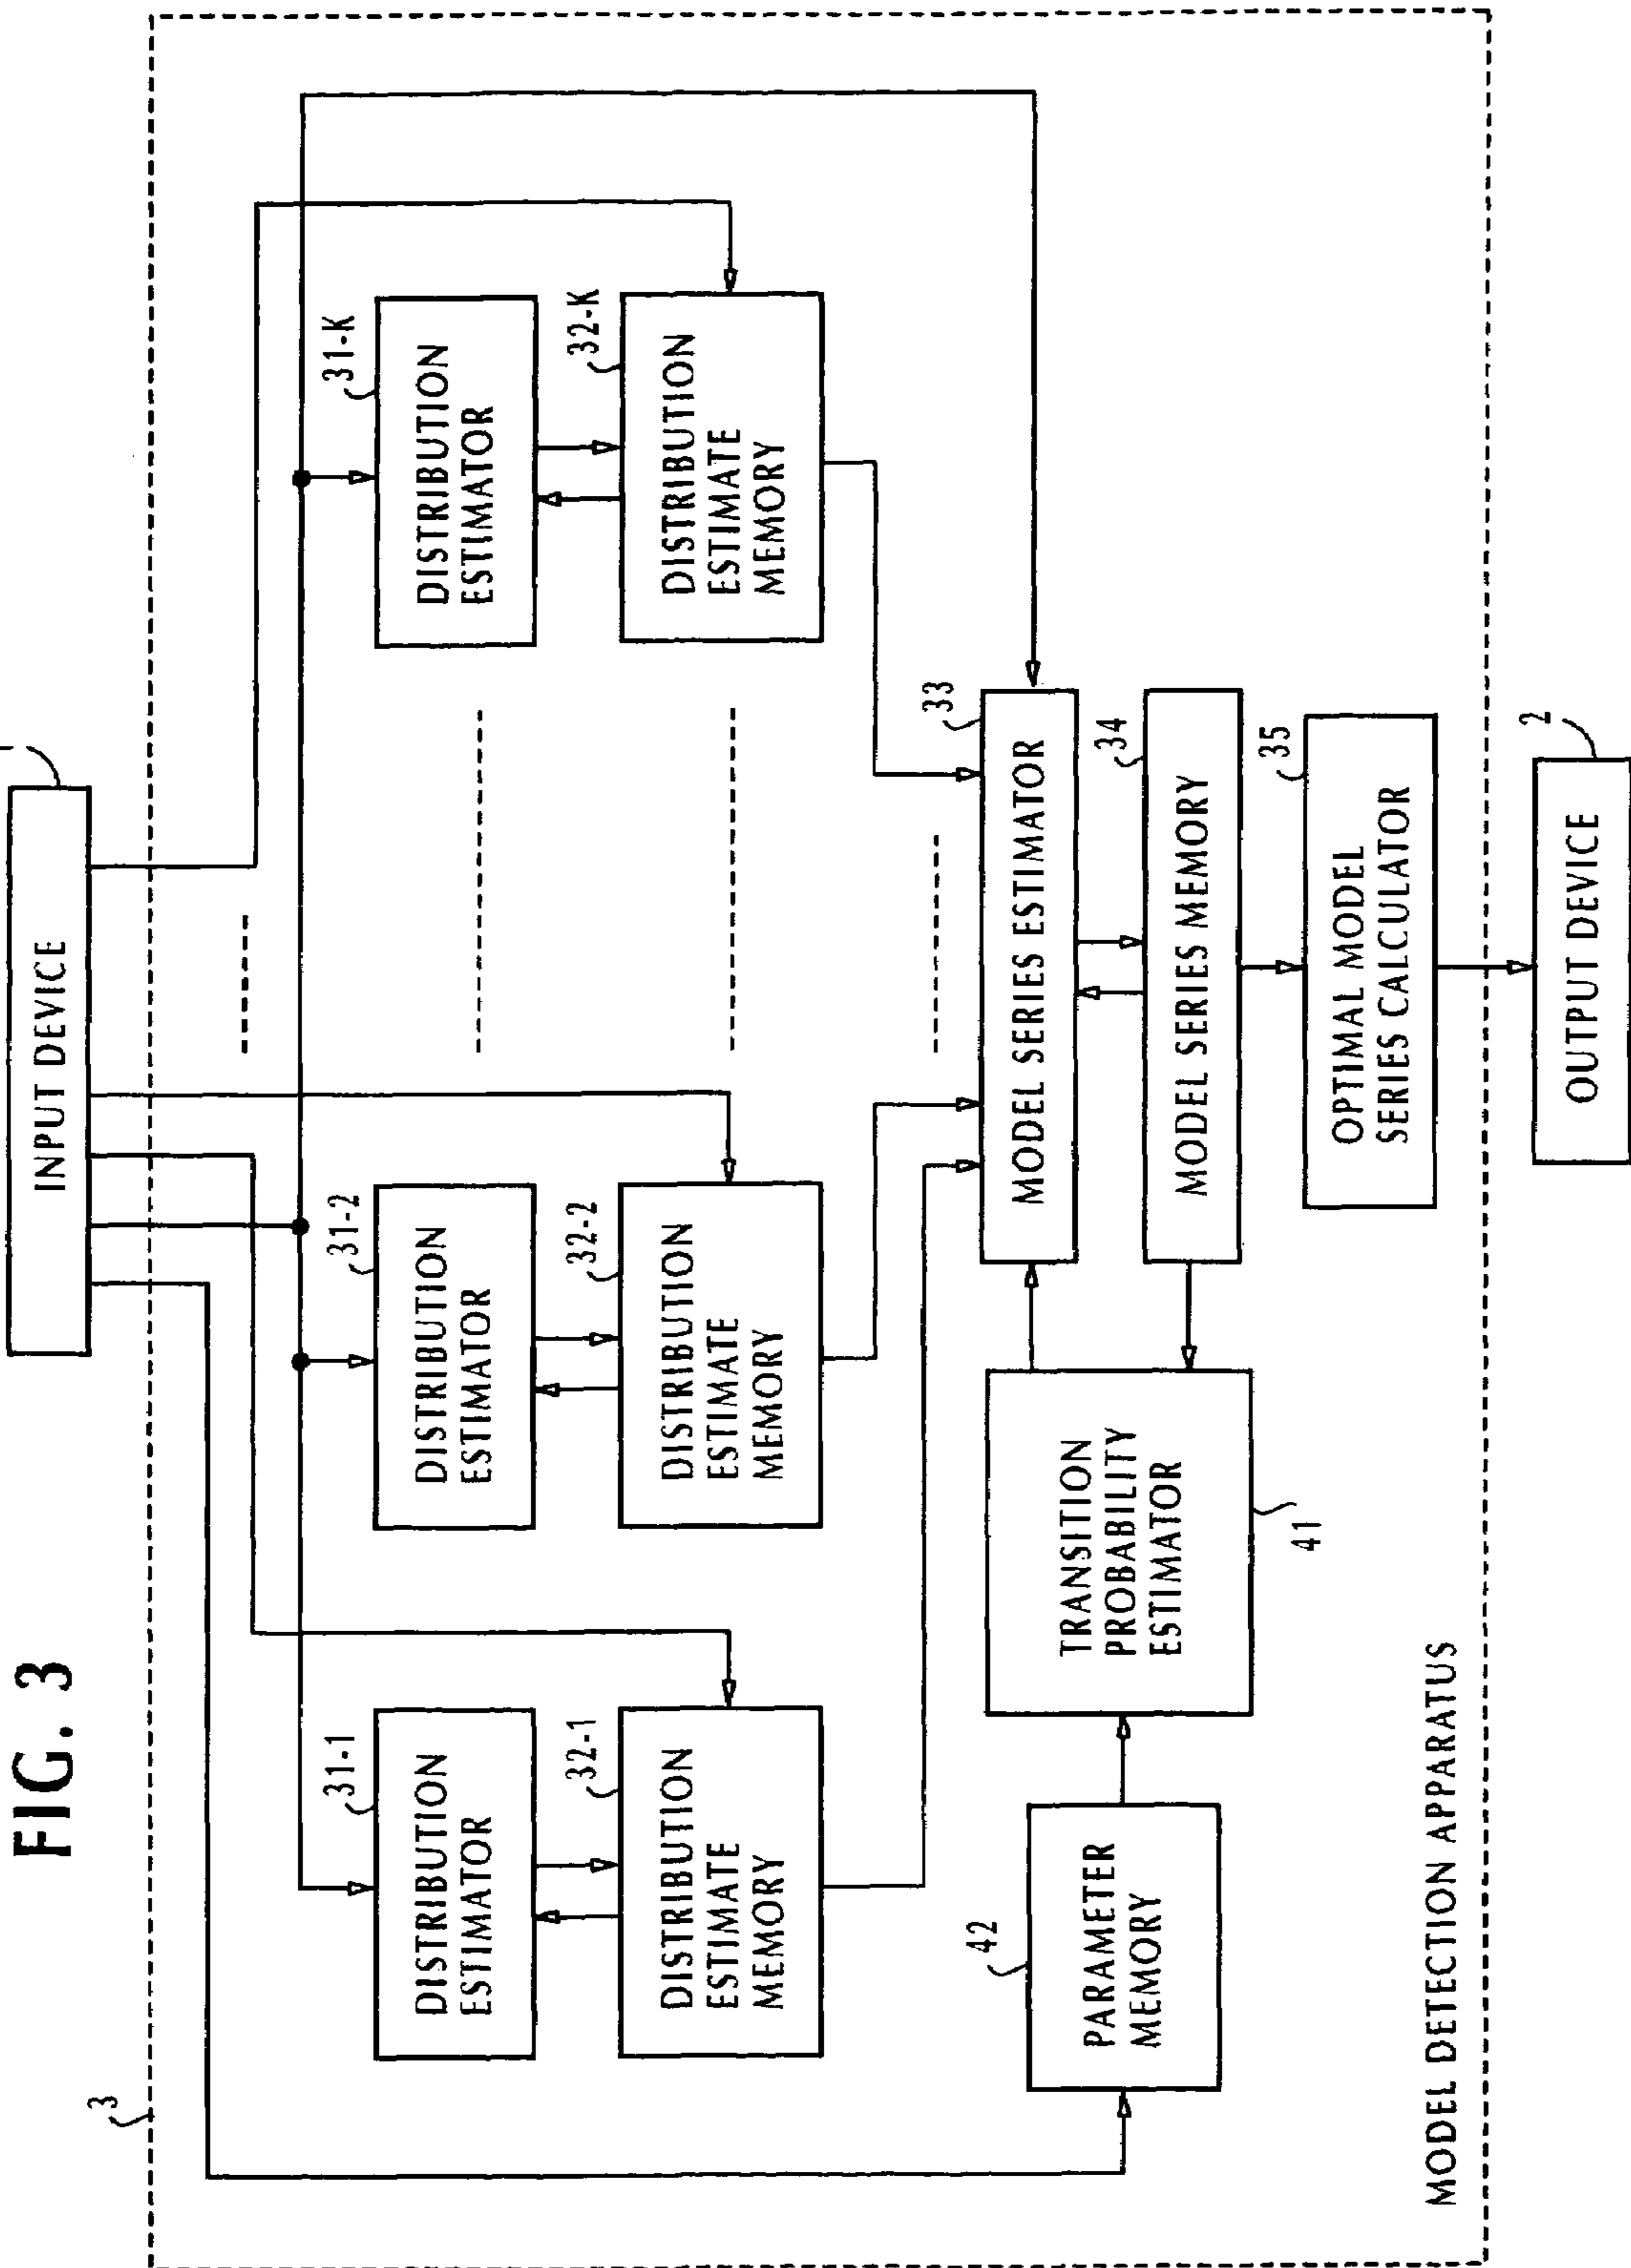 FIG. 3
INPUT DEVICE
3
31-1
DISTRIBUTION
ESTIMATOR
31-2
DISTRIBUTION
ESTIMATOR
31-K
DISTRIBUTION
ESTIMATOR
32-1
DISTRIBUTION
ESTIMATE
MEMORY
32-2
DISTRIBUTION
ESTIMATE
MEMORY
32-K
DISTRIBUTION
ESTIMATE
MEMORY
42
PARAMETER
MEMORY
TRANSITION
PROBABILITY
ESTIMATOR
41
33
MODEL SERIES ESTIMATOR
34
MODEL SERIES MEMORY
35
OPTIMAL MODEL
SERIES CALCULATOR
MODEL DETECTION APPARATUS
2
OUTPUT DEVICE